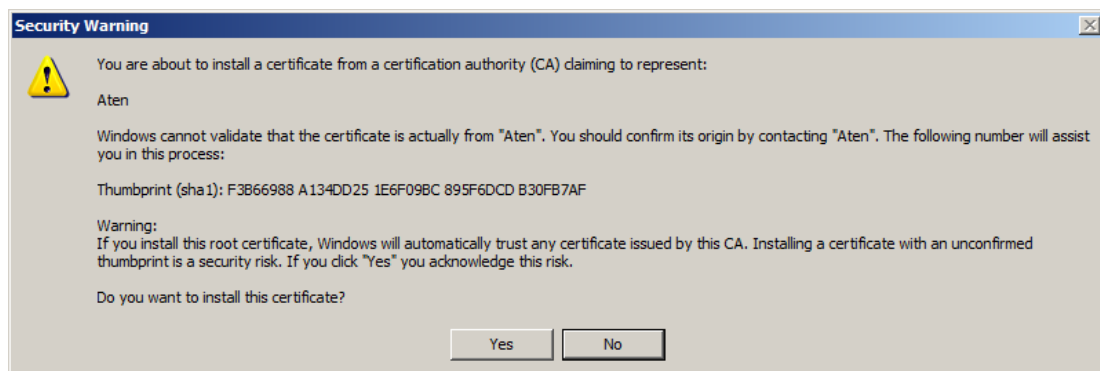 Security Warning
You are about to install a certificate from a certification authority (CA) claiming to represent:
Aten
Windows cannot validate that the certificate is actually from "Aten". You should confirm its origin by contacting "Aten". The following number will assist
you in this process:
Thumbprint (sha1): F3B66988 A134DD25 1E6F09BC 895F6DCD B30FB7AF
Warning:
If you install this root certificate, Windows will automatically trust any certificate issued by this CA. Installing a certificate with an unconfirmed
thumbprint is a security risk. If you click "Yes" you acknowledge this risk.
Do you want to install this certificate?
Yes
No